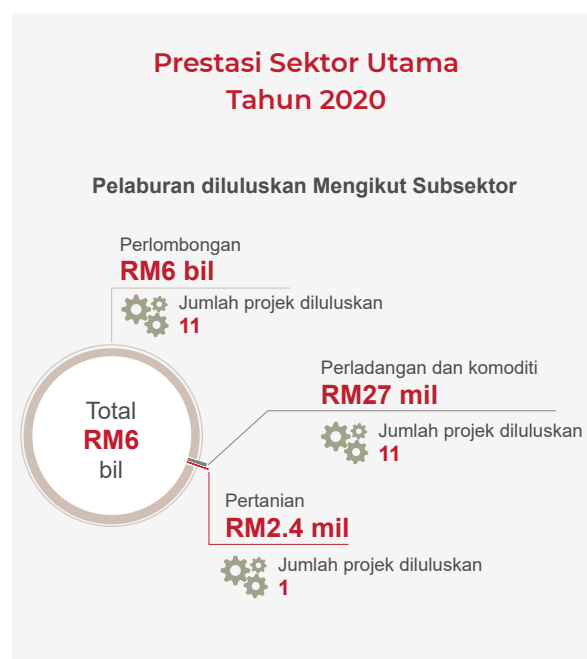 Prestasi Sektor Utama
Tahun 2020
Pelaburan diluluskan Mengikut Subsektor
Perlombongan
RM6 bil
Jumlah projek diluluskan
11
Perladangan dan komoditi
RM27 mil
Jumlah projek diluluskan
11
Total
RM6
bil
Pertanian
RM2.4 mil
Jumlah projek diluluskan
1